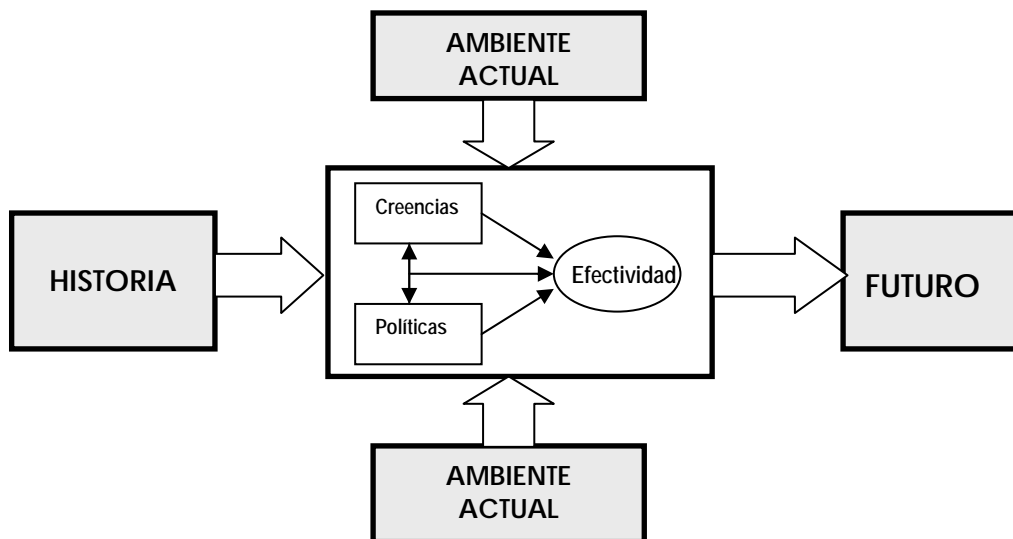 AMBIENTE
ACTUAL
Creencias
HISTORIA
Efectividad
FUTURO
Políticas
AMBIENTE
ACTUAL